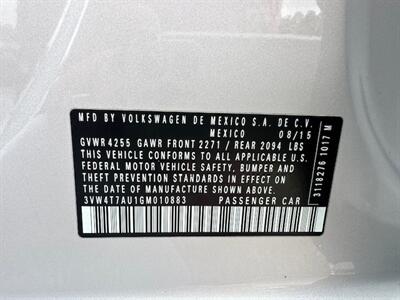 MFD BY VOLKSWAGEN DE MEXICO S.A. DE C.V.
MEXICO 08/15
GVWR4255 GAWR FRONT 2271 / REAR 2094 LBS
THIS VEHICLE CONFORMS TO ALL APPLICABLE U.S.
FEDERAL MOTOR VEHICLE SAFETY, BUMPER, AND
THEFT PREVENTION STANDARDS IN EFFECT ON
THE DATE OF MANUFACTURE SHOWN ABOVE.
3VW4T7AU1GM010883 PASSENGER CAR
3118276 1017 M